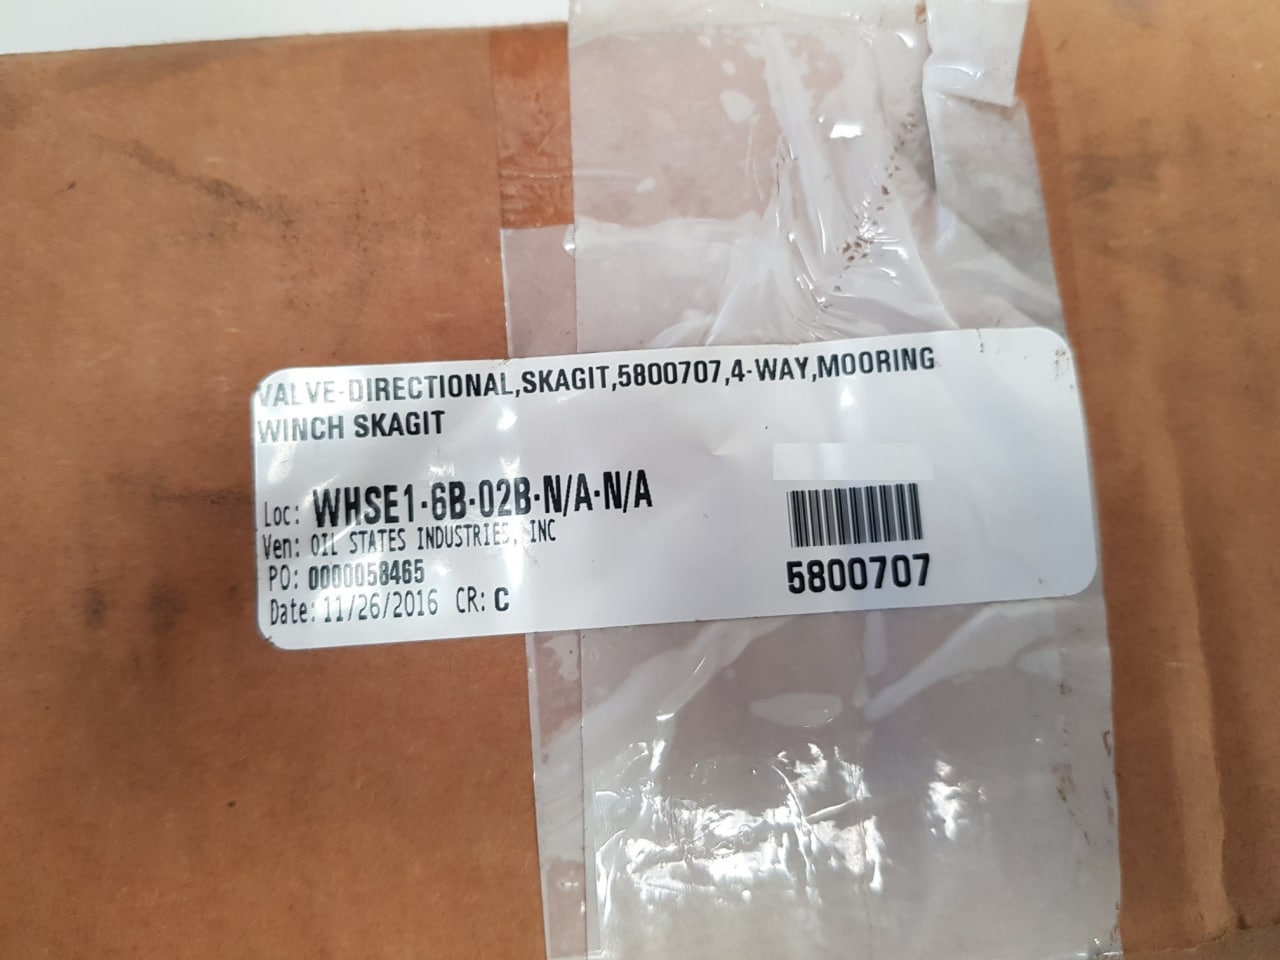 VALVE-DIRECTIONAL,SKAGIT,5800707,4-WAY,MOORING
WINCH SKAGIT
Loc: WHSE1-6B-02B-N/A-N/A
Ven: OIL STATES INDUSTRIES, INC
PO: 0000058465
Date: 11/26/2016 CR: C
5800707